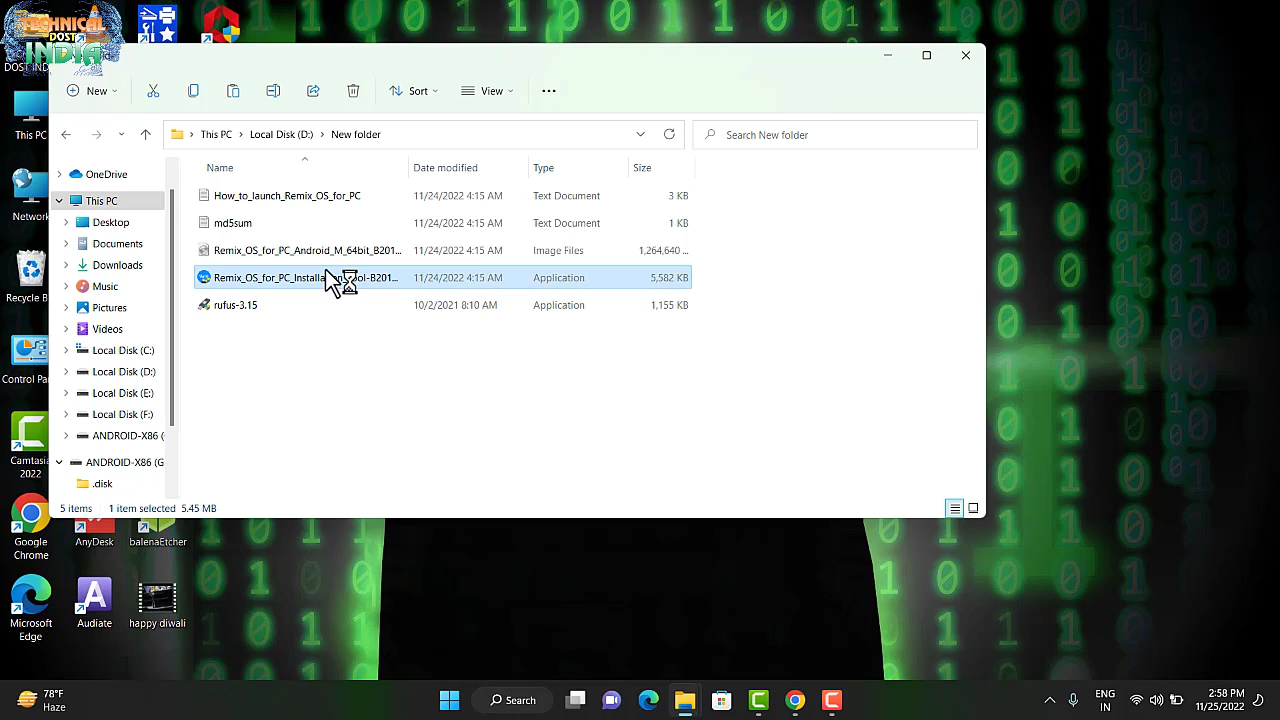 TECHNICAL
DOST
INDIA
New
Sort
View
This PC
Local Disk (D:)
New folder
Search New folder
Name
Date modified
Type
Size
How_to_launch_Remix_OS_for_PC
11/24/2022 4:15 AM
Text Document
3 KB
md5sum
11/24/2022 4:15 AM
Text Document
1 KB
Remix_OS_for_PC_Android_M_64bit_B201...
11/24/2022 4:15 AM
Image Files
1,264,640 ...
11/24/2022 4:15 AM
Application
5,582 KB
rufus-3.15
10/2/2021 8:10 AM
Application
1,155 KB
OneDrive
This PC
Desktop
Documents
Downloads
Music
Pictures
Videos
Local Disk (C:)
Local Disk (D:)
Local Disk (E:)
Local Disk (F:)
ANDROID-X86 (
ANDROID-X86 (G
.disk
5 items
1 item selected
5.45 MB
This PC
Network
Recycle B
Control Pa
Camtasia
2022
Google
Chrome
AnyDesk
balenaEtcher
Microsoft
Edge
Audiate
happy diwali
78°F
Haze
Search
ENG
IN
2:58 PM
11/25/2022